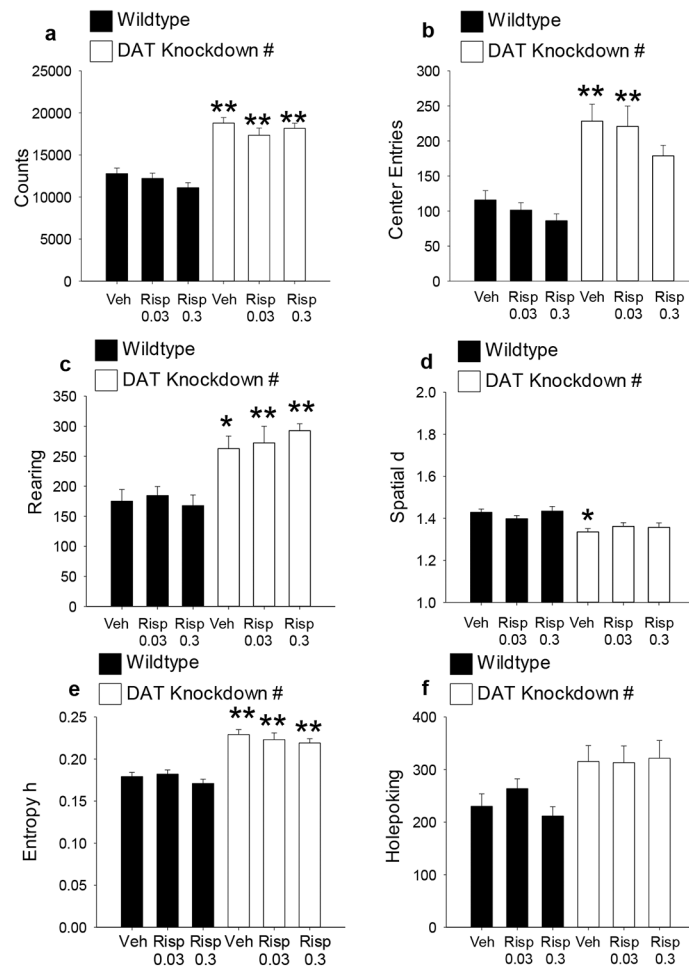 a
Wildtype
DAT Knockdown #
Counts
25000
20000
15000
10000
5000
0
** ** **
Veh Risp 0.03 Risp 0.3 Veh Risp 0.03 Risp 0.3
b
Wildtype
DAT Knockdown #
Center Entries
300
250
200
150
100
50
0
** **
Veh Risp 0.03 Risp 0.3 Veh Risp 0.03 Risp 0.3
c
Wildtype
DAT Knockdown #
Rearing
350
300
250
200
150
100
50
0
* ** **
Veh Risp 0.03 Risp 0.3 Veh Risp 0.03 Risp 0.3
d
Wildtype
DAT Knockdown #
Spatial d
2.0
1.8
1.6
1.4
1.2
1.0
*
Veh Risp 0.03 Risp 0.3 Veh Risp 0.03 Risp 0.3
e
Wildtype
DAT Knockdown #
Entropy h
0.25
0.20
0.15
0.10
0.05
0.00
** ** **
Veh Risp 0.03 Risp 0.3 Veh Risp 0.03 Risp 0.3
f
Wildtype
DAT Knockdown #
Holepoking
400
300
200
100
0
Veh Risp 0.03 Risp 0.3 Veh Risp 0.03 Risp 0.3